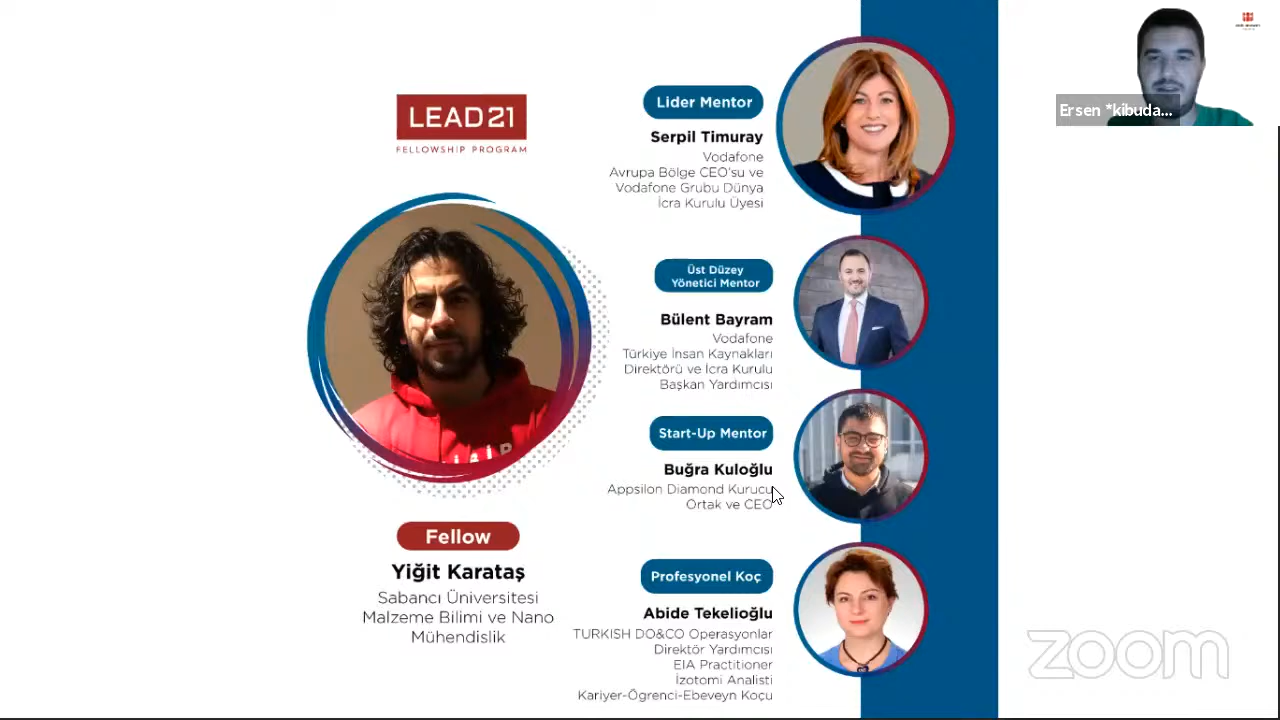 LEAD21
FELLOWSHIP PROGRAM
Fellow
Yiğit Karataş
Sabancı Üniversitesi
Malzeme Bilimi ve Nano
Mühendislik
Lider Mentor
Serpil Timuray
Vodafone
Avrupa Bölge CEO'su ve
Vodafone Grubu Dünya
İcra Kurulu Üyesi
Üst Düzey
Yönetici Mentor
Bülent Bayram
Vodafone
Türkiye İnsan Kaynakları
Direktörü ve İcra Kurulu
Başkan Yardımcısı
Start-Up Mentor
Buğra Kuloğlu
Appsilon Diamond Kurucu
Ortak ve CEO
Profesyonel Koç
Abide Tekelioğlu
TURKISH DO&CO Operasyonlar
Direktör Yardımcısı
EIA Practitioner
İzotomi Analisti
Kariyer-Öğrenci-Ebeveyn Koçu
Ersen *kibuda...
zoom